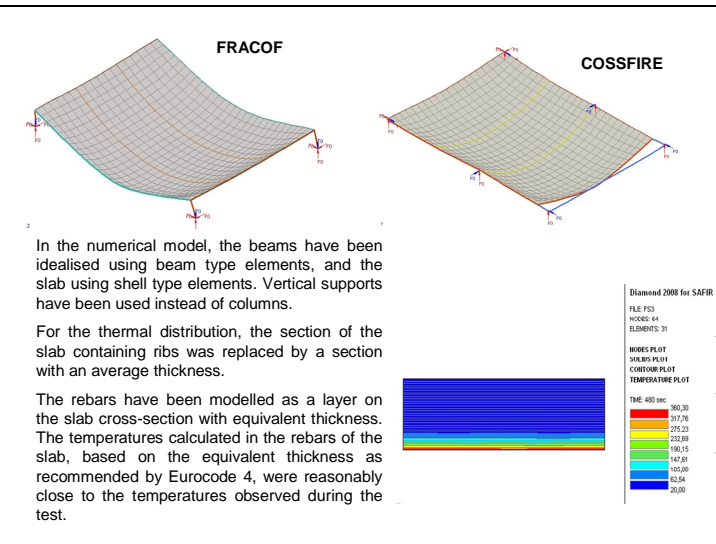 FRACOF
COSSFIRE
In the numerical model, the beams have been
idealised using beam type elements, and the
slab using shell type elements. Vertical supports
have been used instead of columns.
For the thermal distribution, the section of the
slab containing ribs was replaced by a section
with an average thickness.
The rebars have been modelled as a layer on
the slab cross-section with equivalent thickness.
The temperatures calculated in the rebars of the
slab, based on the equivalent thickness as
recommended by Eurocode 4, were reasonably
close to the temperatures observed during the
test.
Diamond 2008 for SAFIR
FILE: FS3
NODES: 64
ELEMENTS: 31
NODES PLOT
SOLIDS PLOT
CONTOUR PLOT
TEMPERATURE PLOT
TIME: 480 sec
360,30
317,76
275,23
232,69
190,15
147,61
105,08
62,54
20,00